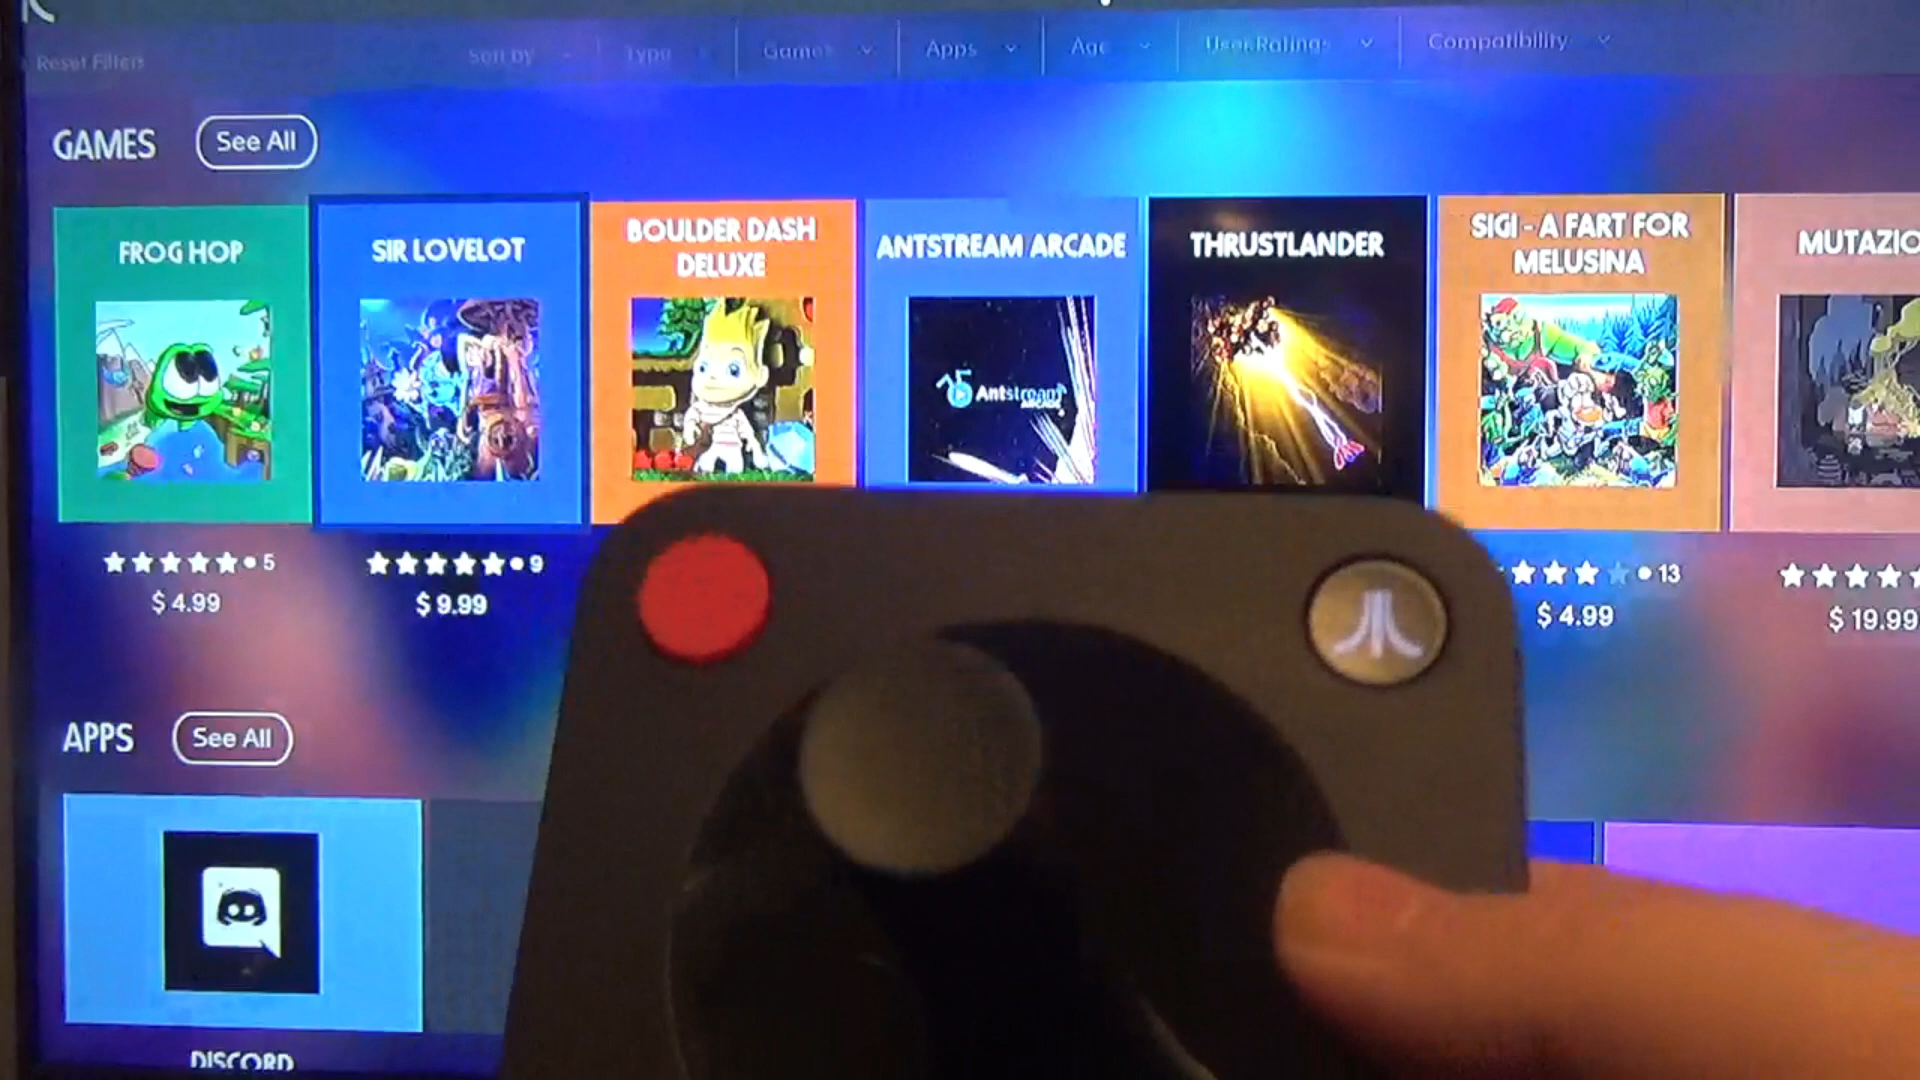 Reset Filters
Sort by
Type
Games
Apps
Age
User Ratings
Compatibility
GAMES
See All
FROG HOP
SIR LOVELOT
BOULDER DASH
DELUXE
ANTSTREAM ARCADE
THRUSTLANDER
SIGI - A FART FOR
MELUSINA
MUTAZIO
Antstream
ARCADE
5
9
13
$ 4.99
$ 9.99
$ 4.99
$ 19.99
APPS
See All
DISCORD